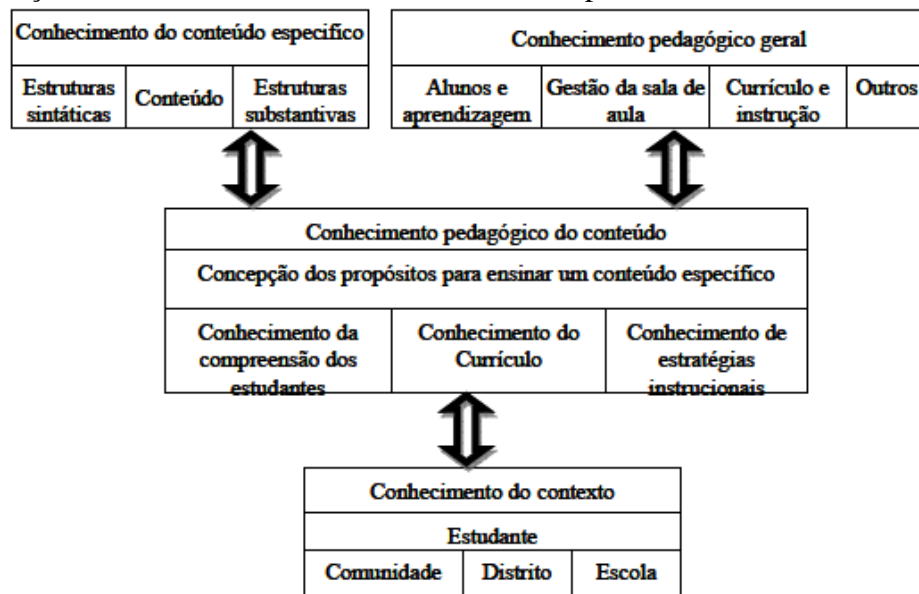 Conhecimento do conteúdo especifico
Estruturas sintáticas
Conteúdo
Estruturas substantivas
Conhecimento pedagógico geral
Alunos e aprendizagem
Gestão da sala de aula
Currículo e instrução
Outros
Conhecimento pedagógico do conteúdo
Concepção dos propósitos para ensinar um conteúdo específico
Conhecimento da compreensão dos estudantes
Conhecimento do Currículo
Conhecimento de estratégias instrucionais
Conhecimento do contexto
Estudante
Comunidade
Distrito
Escola